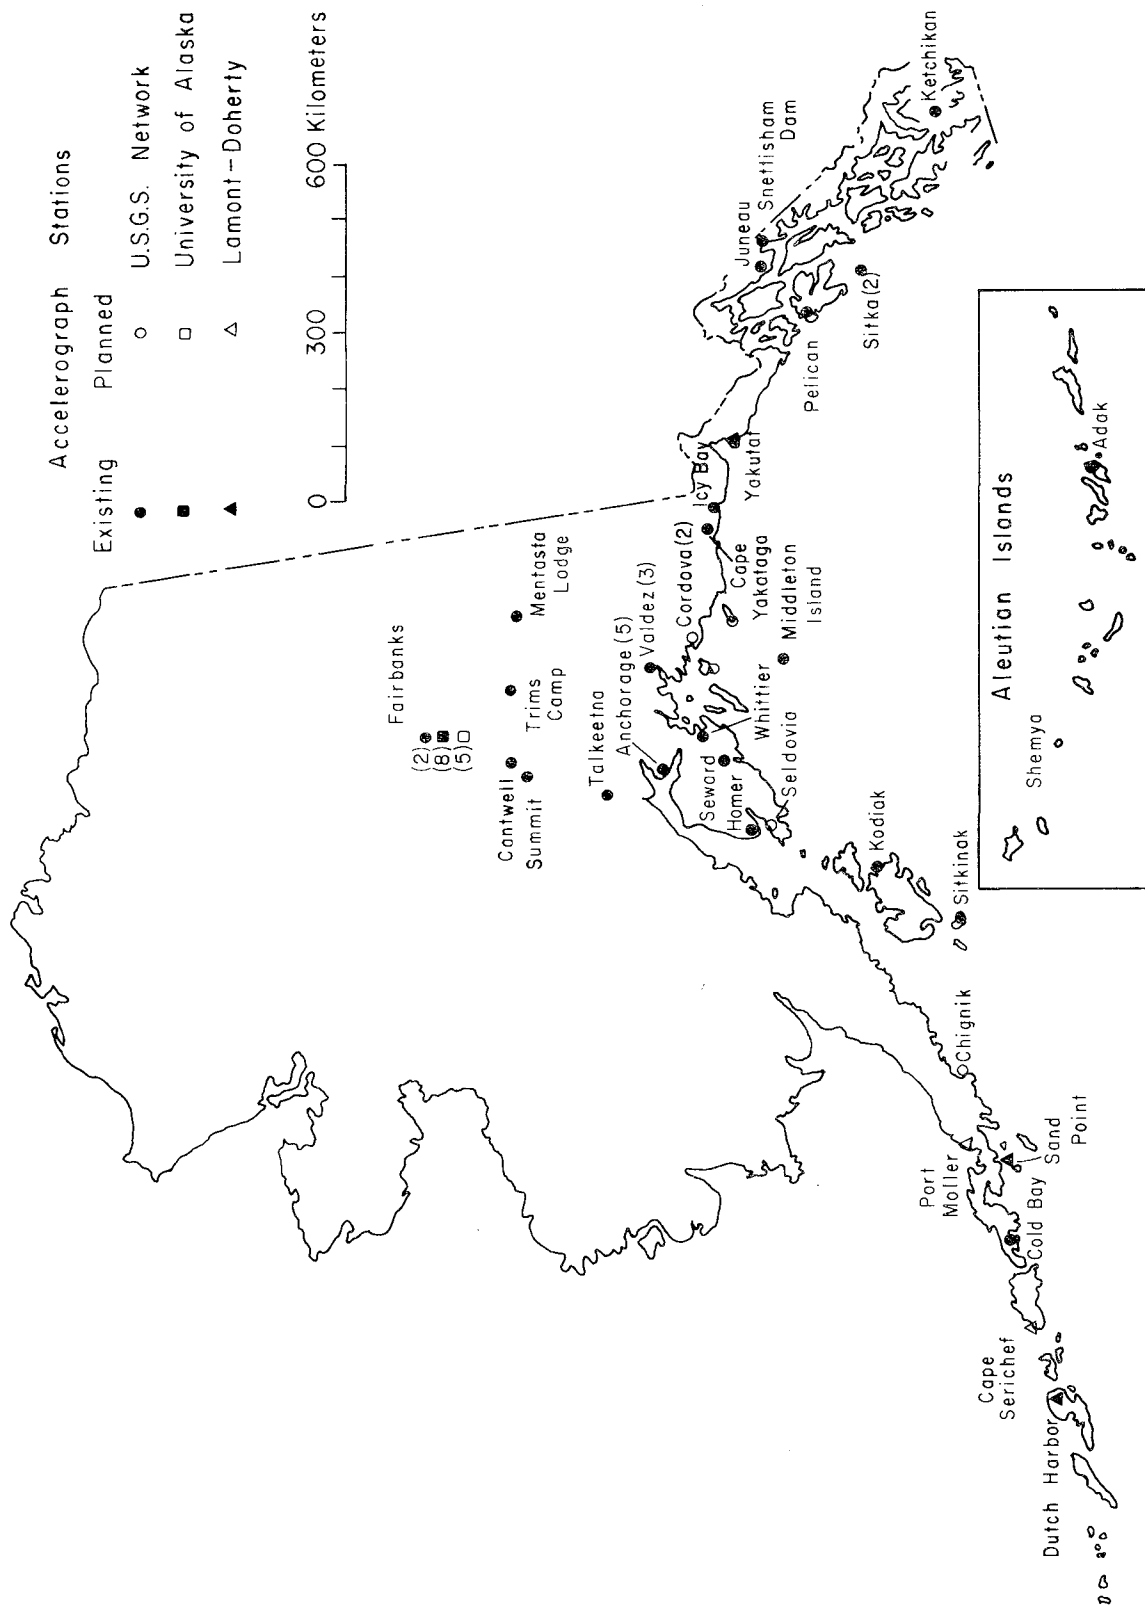 Accelerograph Stations
Existing Planned
U.S.G.S. Network
University of Alaska
Lamont-Doherty
0 300 600 Kilometers
Fairbanks
(2)
(8)
(5)
Cantwell
Summit
Trims
Camp
Mentasta
Lodge
Talkeetna
Anchorage (5)
Valdez (3)
Cordova (2)
Cape
Yakataga
Icy Bay
Yakutat
Middleton
Island
Whittier
Seward
Homer
Seldovia
Kodiak
Sitkinak
Chignik
Port
Moller
Sand
Point
Cold Bay
Cape
Serichef
Dutch Harbor
Pelican
Juneau
Snettisham
Dam
Sitka (2)
Ketchikan
Aleutian Islands
Shemya
Adak